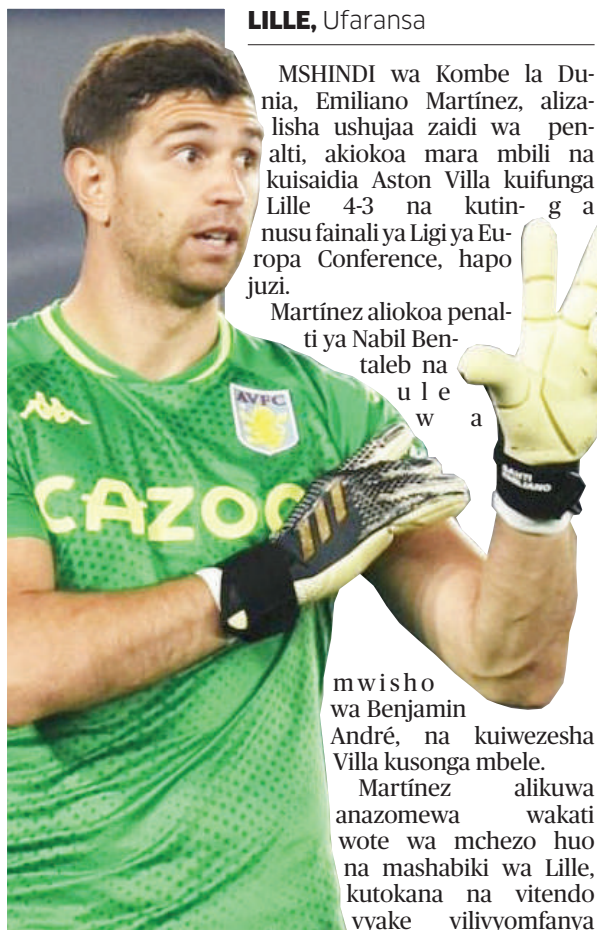 LILLE, Ufaransa
MSHINDI wa Kombe la Du-
nia, Emiliano Martínez, aliza-
lisha ushujaa zaidi wa pen-
alti, akiokoa mara mbili na
kuisaidia Aston Villa kuifunga
Lille 4-3 na kutin- g a
nusu fainali ya Ligi ya Eu-
ropa Conference, hapo
juzi.
Martínez aliokoa penal-
ti ya Nabil Ben-
taleb na
u l e
w a
mwisho
wa Benjamin
André, na kuiwezesha
Villa kusonga mbele.
Martínez alikuwa
anazomewa wakati
wote wa mchezo huo
na mashabiki wa Lille,
kutokana na vitendo
vyake vilivyomfanya
AVFC
CAZOO